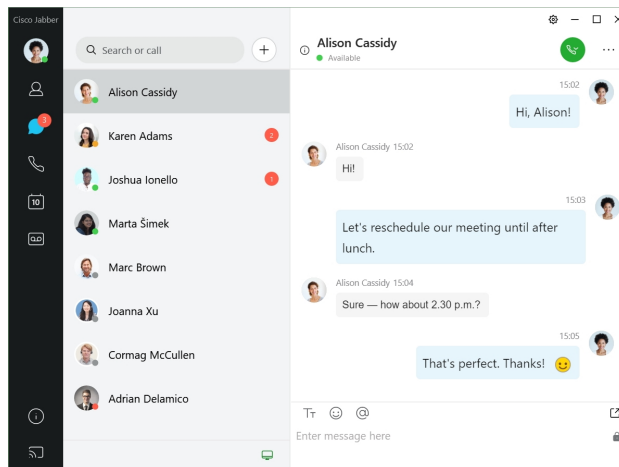 Cisco Jabber
3
10
Search or call
Alison Cassidy
Karen Adams
2
Joshua Ionello
1
Marta Šimek
Marc Brown
Joanna Xu
Cormag McCullen
Adrian Delamico
Alison Cassidy
Available
15:02
Hi, Alison!
Alison Cassidy 15:02
Hi!
15:03
Let's reschedule our meeting until after
lunch.
Alison Cassidy 15:04
Sure — how about 2.30 p.m.?
15:05
That's perfect. Thanks!
Enter message here